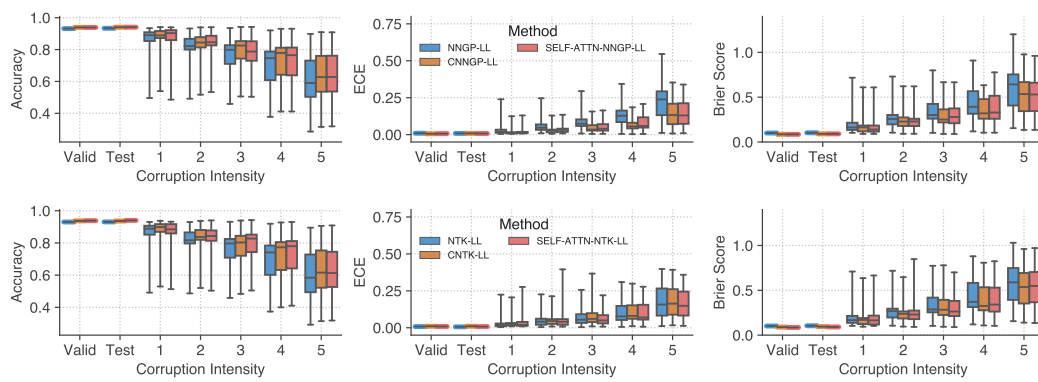 Accuracy
1.0
0.8
0.6
0.4
Valid Test 1 2 3 4 5
Corruption Intensity
ECE
0.75
0.50
0.25
0.00
Method
NNGP-LL
CNNGP-LL
SELF-ATTN-NNGP-LL
Valid Test 1 2 3 4 5
Corruption Intensity
Brier Score
1.0
0.5
0.0
Valid Test 1 2 3 4 5
Corruption Intensity
Accuracy
1.0
0.8
0.6
0.4
Valid Test 1 2 3 4 5
Corruption Intensity
ECE
0.75
0.50
0.25
0.00
Method
NTK-LL
CNTK-LL
SELF-ATTN-NTK-LL
Valid Test 1 2 3 4 5
Corruption Intensity
Brier Score
1.0
0.5
0.0
Valid Test 1 2 3 4 5
Corruption Intensity